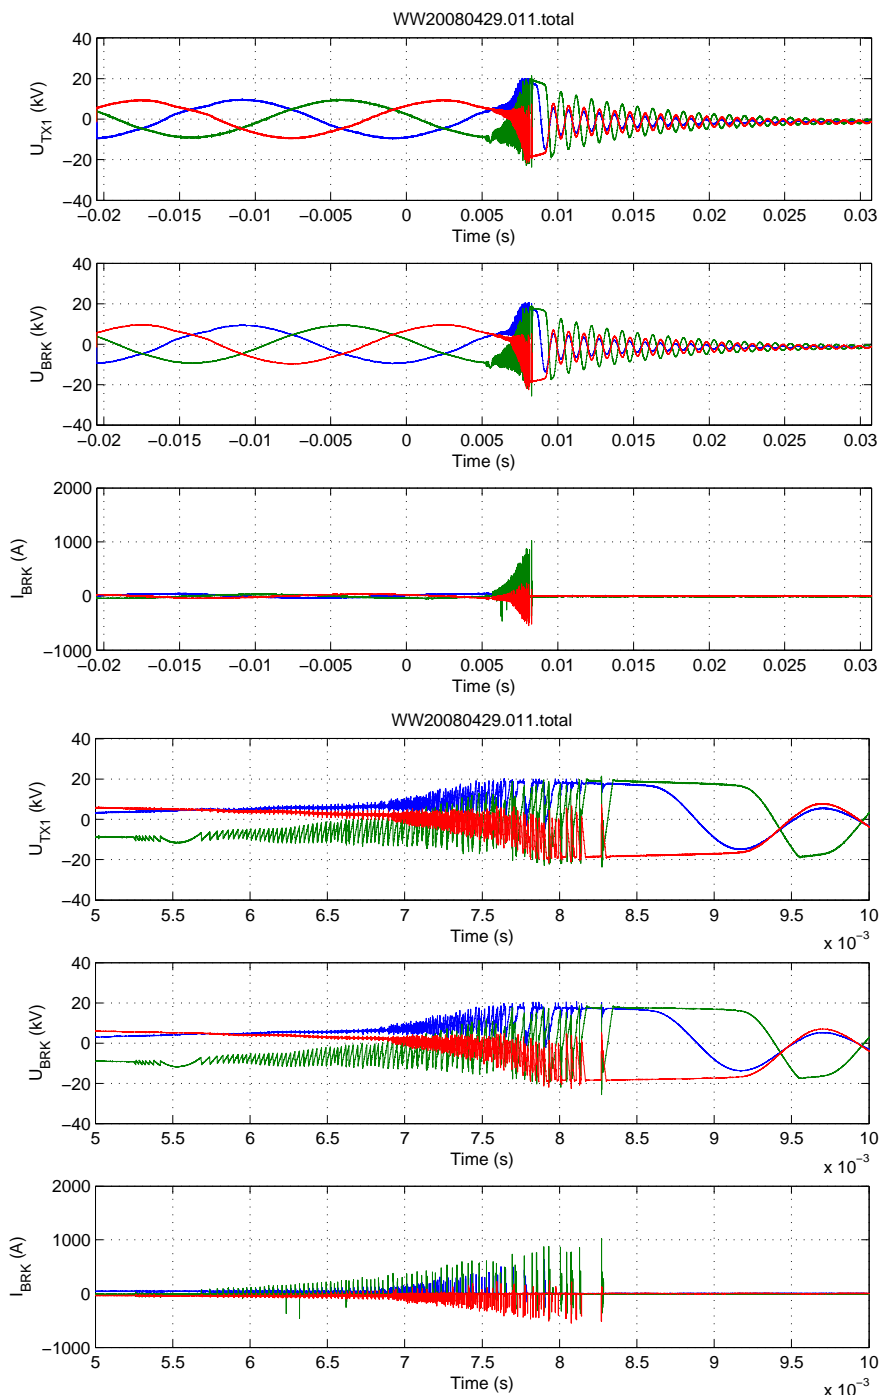 WW20080429.011.total
40
20
0
−20
−40
U_TX1 (kV)
−0.02 −0.015 −0.01 −0.005 0 0.005 0.01 0.015 0.02 0.025 0.03
Time (s)
40
20
0
−20
−40
U_BRK (kV)
−0.02 −0.015 −0.01 −0.005 0 0.005 0.01 0.015 0.02 0.025 0.03
Time (s)
2000
1000
0
−1000
I_BRK (A)
−0.02 −0.015 −0.01 −0.005 0 0.005 0.01 0.015 0.02 0.025 0.03
Time (s)
WW20080429.011.total
40
20
0
−20
−40
U_TX1 (kV)
5 5.5 6 6.5 7 7.5 8 8.5 9 9.5 10
Time (s)
x 10^−3
40
20
0
−20
−40
U_BRK (kV)
5 5.5 6 6.5 7 7.5 8 8.5 9 9.5 10
Time (s)
x 10^−3
2000
1000
0
−1000
I_BRK (A)
5 5.5 6 6.5 7 7.5 8 8.5 9 9.5 10
Time (s)
x 10^−3